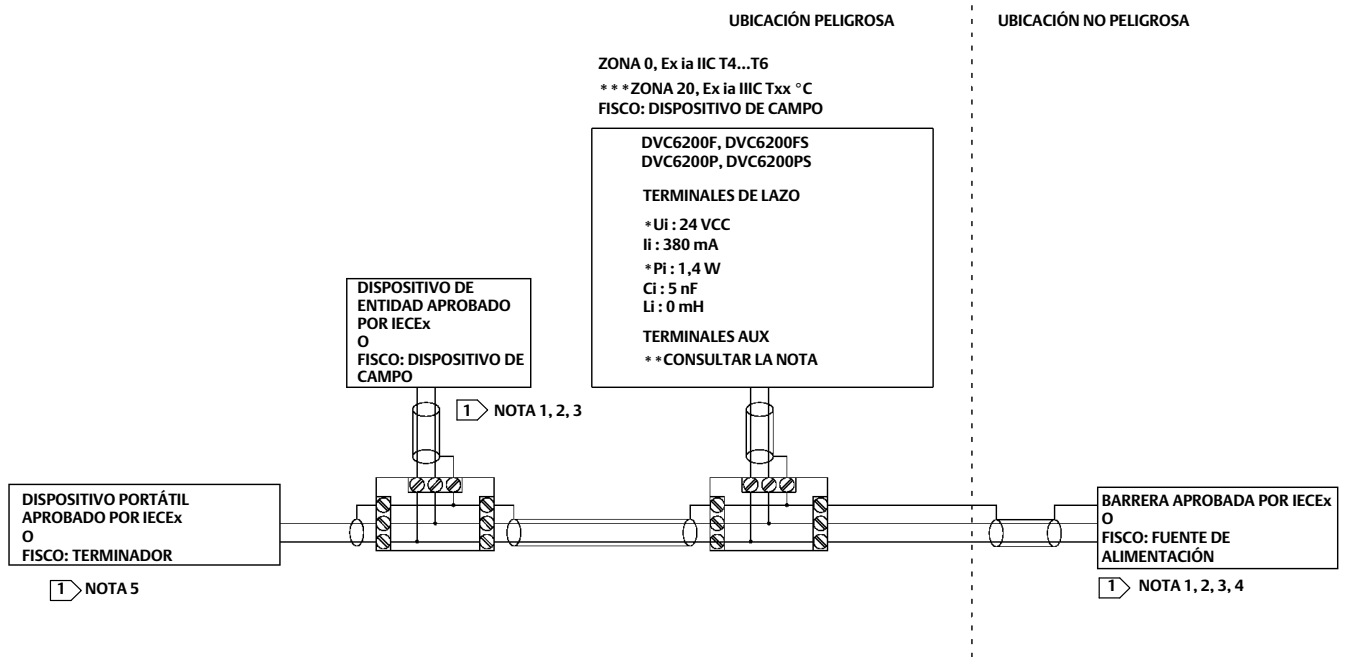 UBICACIÓN PELIGROSA
UBICACIÓN NO PELIGROSA
ZONA 0, Ex ia IIC T4...T6
***ZONA 20, Ex ia IIIC Txx °C
FISCO: DISPOSITIVO DE CAMPO
DVC6200F, DVC6200FS
DVC6200P, DVC6200PS
TERMINALES DE LAZO
*Ui : 24 VCC
Ii : 380 mA
*Pi : 1,4 W
Ci : 5 nF
Li : 0 mH
TERMINALES AUX
**CONSULTAR LA NOTA
DISPOSITIVO DE
ENTIDAD APROBADO
POR IECEx
O
FISCO: DISPOSITIVO DE
CAMPO
1 NOTA 1, 2, 3
DISPOSITIVO PORTÁTIL
APROBADO POR IECEx
O
FISCO: TERMINADOR
1 NOTA 5
BARRERA APROBADA POR IECEx
O
FISCO: FUENTE DE
ALIMENTACIÓN
1 NOTA 1, 2, 3, 4